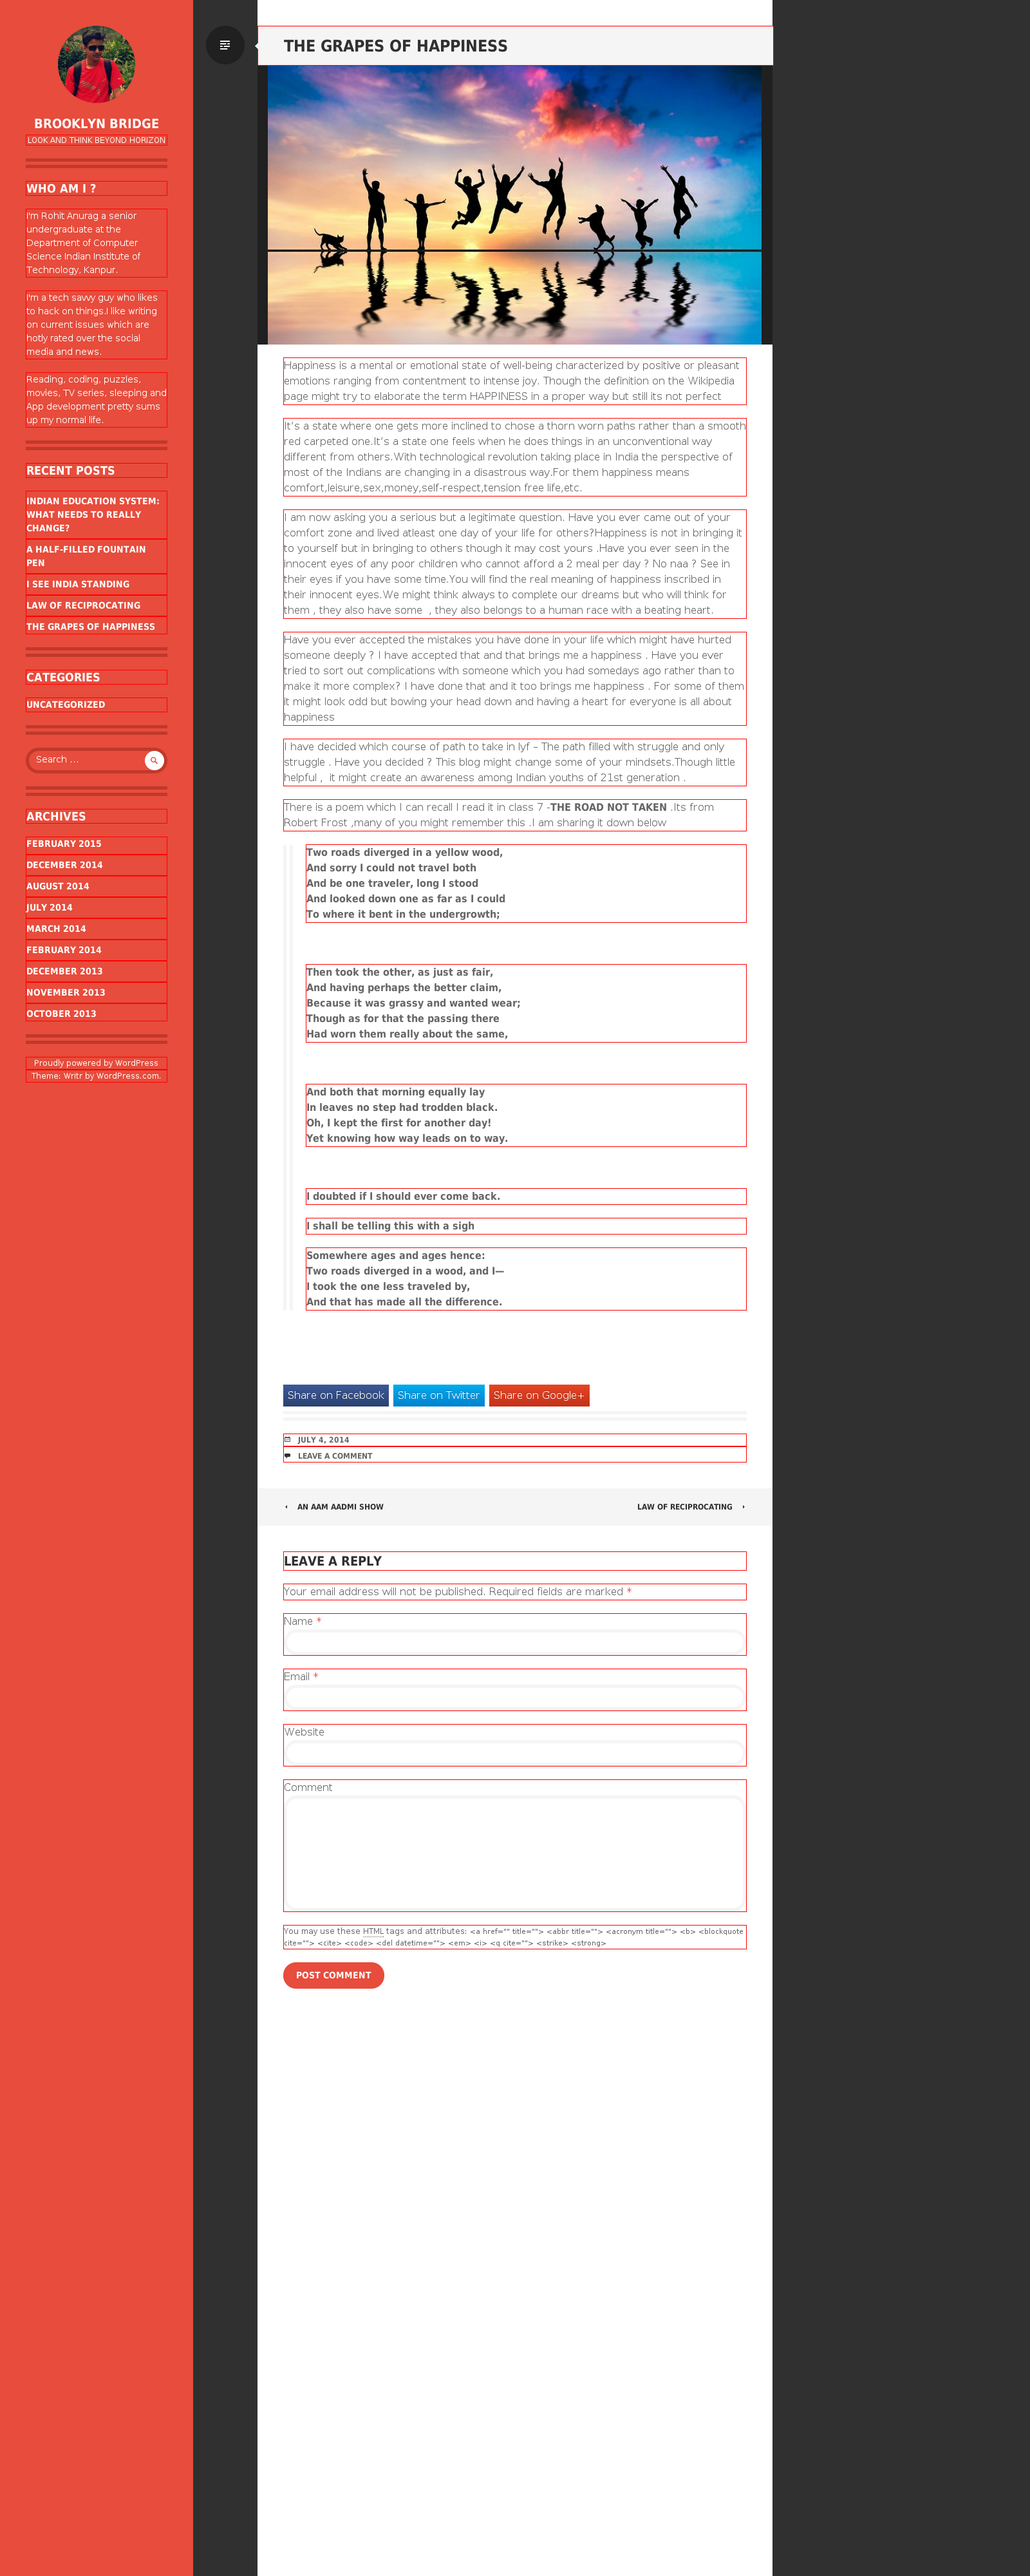 BROOKLYN BRIDGE
LOOK AND THINK BEYOND HORIZON
WHO AM I ?
I'm Rohit Anurag a senior
undergraduate at the
Department of Computer
Science Indian Institute of
Technology, Kanpur.
I'm a tech savvy guy who likes
to hack on things.I like writing
on current issues which are
hotly rated over the social
media and news.
Reading, coding, puzzles,
movies, TV series, sleeping and
App development pretty sums
up my normal life.
RECENT POSTS
INDIAN EDUCATION SYSTEM:
WHAT NEEDS TO REALLY
CHANGE?
A HALF-FILLED FOUNTAIN
PEN
I SEE INDIA STANDING
LAW OF RECIPROCATING
THE GRAPES OF HAPPINESS
CATEGORIES
UNCATEGORIZED
Search ...
ARCHIVES
FEBRUARY 2015
DECEMBER 2014
AUGUST 2014
JULY 2014
MARCH 2014
FEBRUARY 2014
DECEMBER 2013
NOVEMBER 2013
OCTOBER 2013
Proudly powered by WordPress
Theme: Writr by WordPress.com.
THE GRAPES OF HAPPINESS
Happiness is a mental or emotional state of well-being characterized by positive or pleasant
emotions ranging from contentment to intense joy. Though the definition on the Wikipedia
page might try to elaborate the term HAPPINESS in a proper way but still its not perfect
It's a state where one gets more inclined to chose a thorn worn paths rather than a smooth
red carpeted one.It's a state one feels when he does things in an unconventional way
different from others.With technological revolution taking place in India the perspective of
most of the Indians are changing in a disastrous way.For them happiness means
comfort,leisure,sex,money,self-respect,tension free life,etc.
I am now asking you a serious but a legitimate question. Have you ever came out of your
comfort zone and lived atleast one day of your life for others?Happiness is not in bringing it
to yourself but in bringing to others though it may cost yours .Have you ever seen in the
innocent eyes of any poor children who cannot afford a 2 meal per day ? No naa ? See in
their eyes if you have some time.You will find the real meaning of happiness inscribed in
their innocent eyes.We might think always to complete our dreams but who will think for
them , they also have some  , they also belongs to a human race with a beating heart.
Have you ever accepted the mistakes you have done in your life which might have hurted
someone deeply ? I have accepted that and that brings me a happiness . Have you ever
tried to sort out complications with someone which you had somedays ago rather than to
make it more complex? I have done that and it too brings me happiness . For some of them
it might look odd but bowing your head down and having a heart for everyone is all about
happiness
I have decided which course of path to take in lyf – The path filled with struggle and only
struggle . Have you decided ? This blog might change some of your mindsets.Though little
helpful ,  it might create an awareness among Indian youths of 21st generation .
There is a poem which I can recall I read it in class 7 -THE ROAD NOT TAKEN .Its from
Robert Frost ,many of you might remember this .I am sharing it down below
Two roads diverged in a yellow wood,
And sorry I could not travel both
And be one traveler, long I stood
And looked down one as far as I could
To where it bent in the undergrowth;
Then took the other, as just as fair,
And having perhaps the better claim,
Because it was grassy and wanted wear;
Though as for that the passing there
Had worn them really about the same,
And both that morning equally lay
In leaves no step had trodden black.
Oh, I kept the first for another day!
Yet knowing how way leads on to way.
I doubted if I should ever come back.
I shall be telling this with a sigh
Somewhere ages and ages hence:
Two roads diverged in a wood, and I—
I took the one less traveled by,
And that has made all the difference.
Share on Facebook Share on Twitter Share on Google+
JULY 4, 2014
LEAVE A COMMENT
AN AAM AADMI SHOW LAW OF RECIPROCATING
LEAVE A REPLY
Your email address will not be published. Required fields are marked *
Name *
Email *
Website
Comment
You may use these HTML tags and attributes: <a href="" title=""> <abbr title=""> <acronym title=""> <b> <blockquote
cite=""> <cite> <code> <del datetime=""> <em> <i> <q cite=""> <strike> <strong>
POST COMMENT